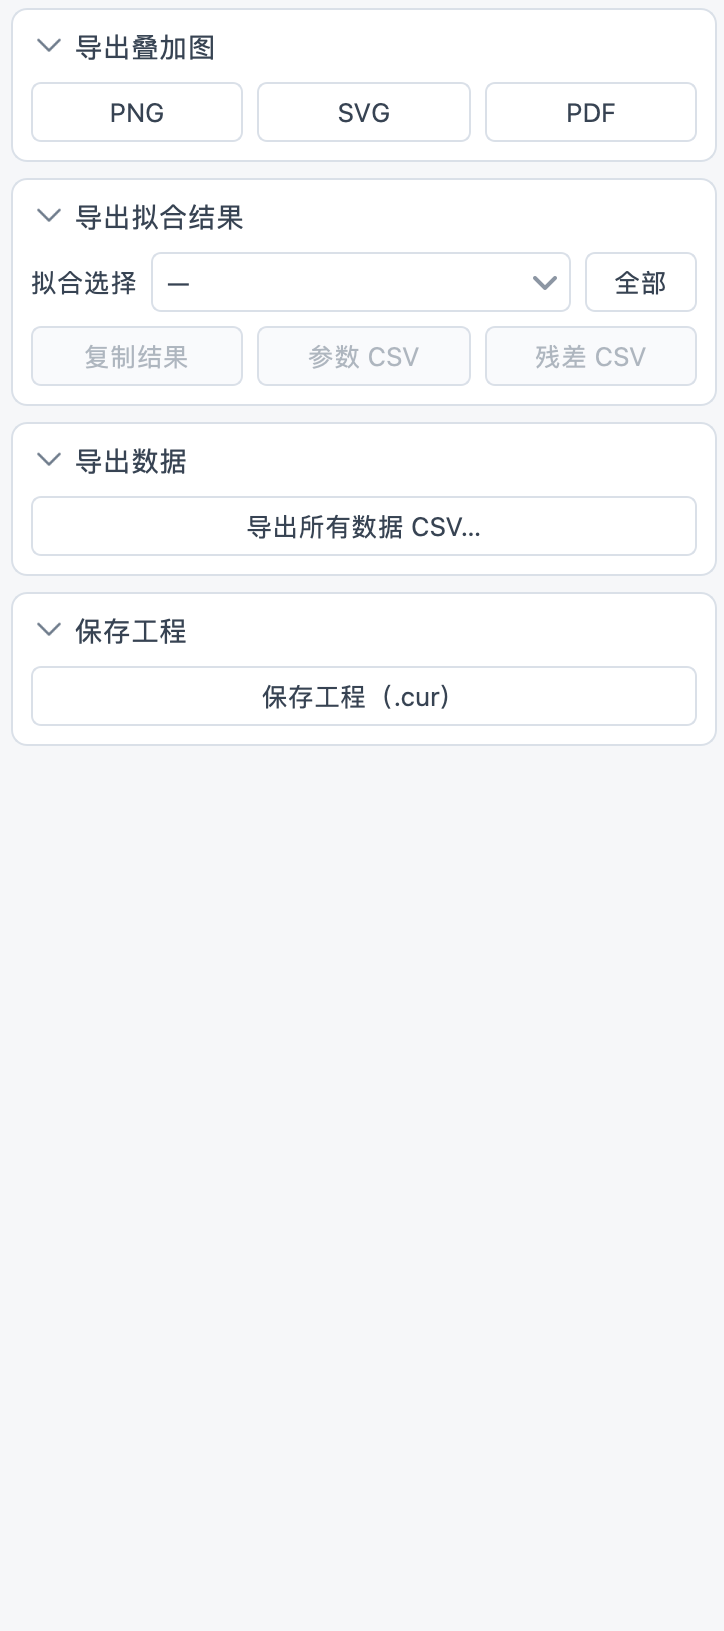 导出叠加图
PNG SVG PDF
导出拟合结果
拟合选择 — 全部
复制结果 参数 CSV 残差 CSV
导出数据
导出所有数据 CSV...
保存工程
保存工程（.cur）